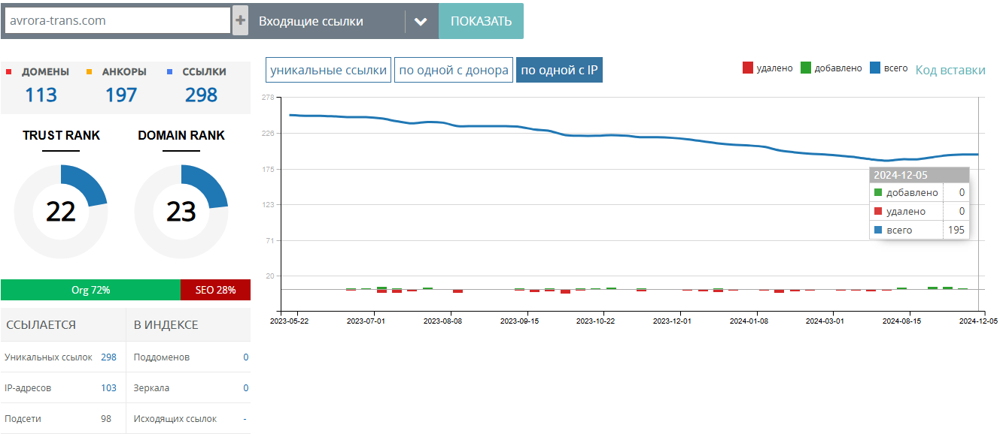 avrora-trans.com + Входящие ссылки ПОКАЗАТЬ
ДОМЕНЫ АНКОРЫ ССЫЛКИ
113 197 298
TRUST RANK DOMAIN RANK
22 23
Org 72% SEO 28%
ССЫЛАЕТСЯ В ИНДЕКСЕ
Уникальных ссылок 298 Поддоменов 0
IP-адресов 103 Зеркала 0
Подсети 98 Исходящих ссылок -
уникальные ссылки по одной с донора по одной с IP
удалено добавлено всего Код вставки
278
226
175
123
71
20
2024-12-05
добавлено 0
удалено 0
всего 195
2023-05-22 2023-07-01 2023-08-08 2023-09-15 2023-10-22 2023-12-01 2024-01-08 2024-03-01 2024-08-15 2024-12-05